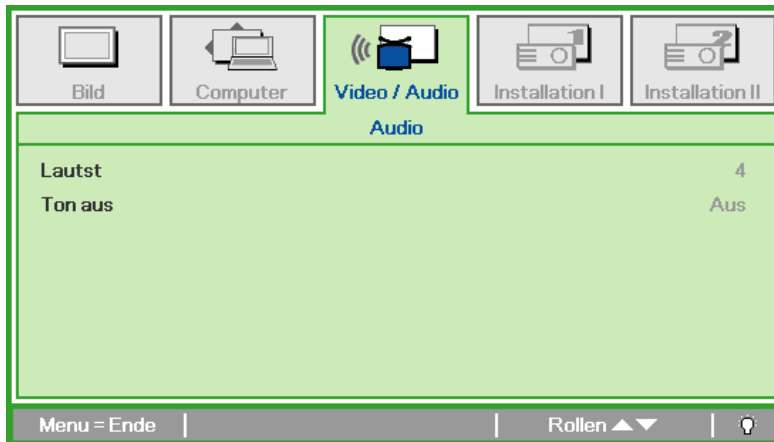 Bild Computer Video / Audio Installation I Installation II
Audio
Lautst 4
Ton aus Aus
Menu = Ende Rollen ▲▼